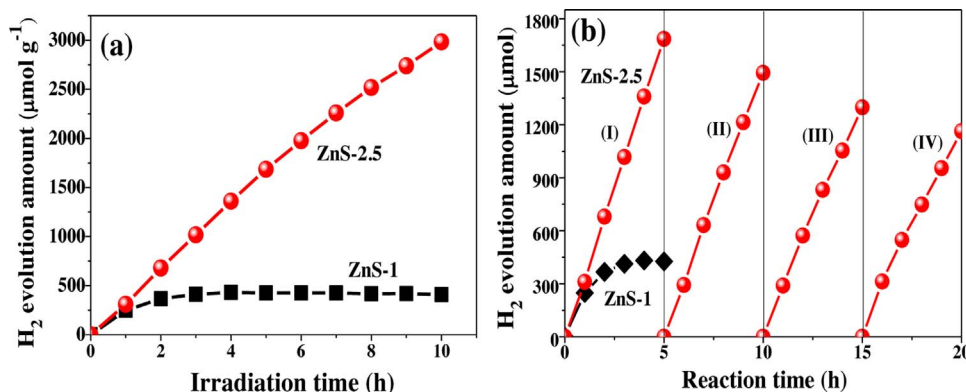 (a)
H₂ evolution amount (μmol g⁻¹)
3000
2500
2000
1500
1000
500
0
ZnS-2.5
ZnS-1
0 2 4 6 8 10
Irradiation time (h)
(b)
H₂ evolution amount (μmol)
1800
1500
1200
900
600
300
0
ZnS-2.5
(I) (II) (III) (IV)
ZnS-1
0 5 10 15 20
Reaction time (h)